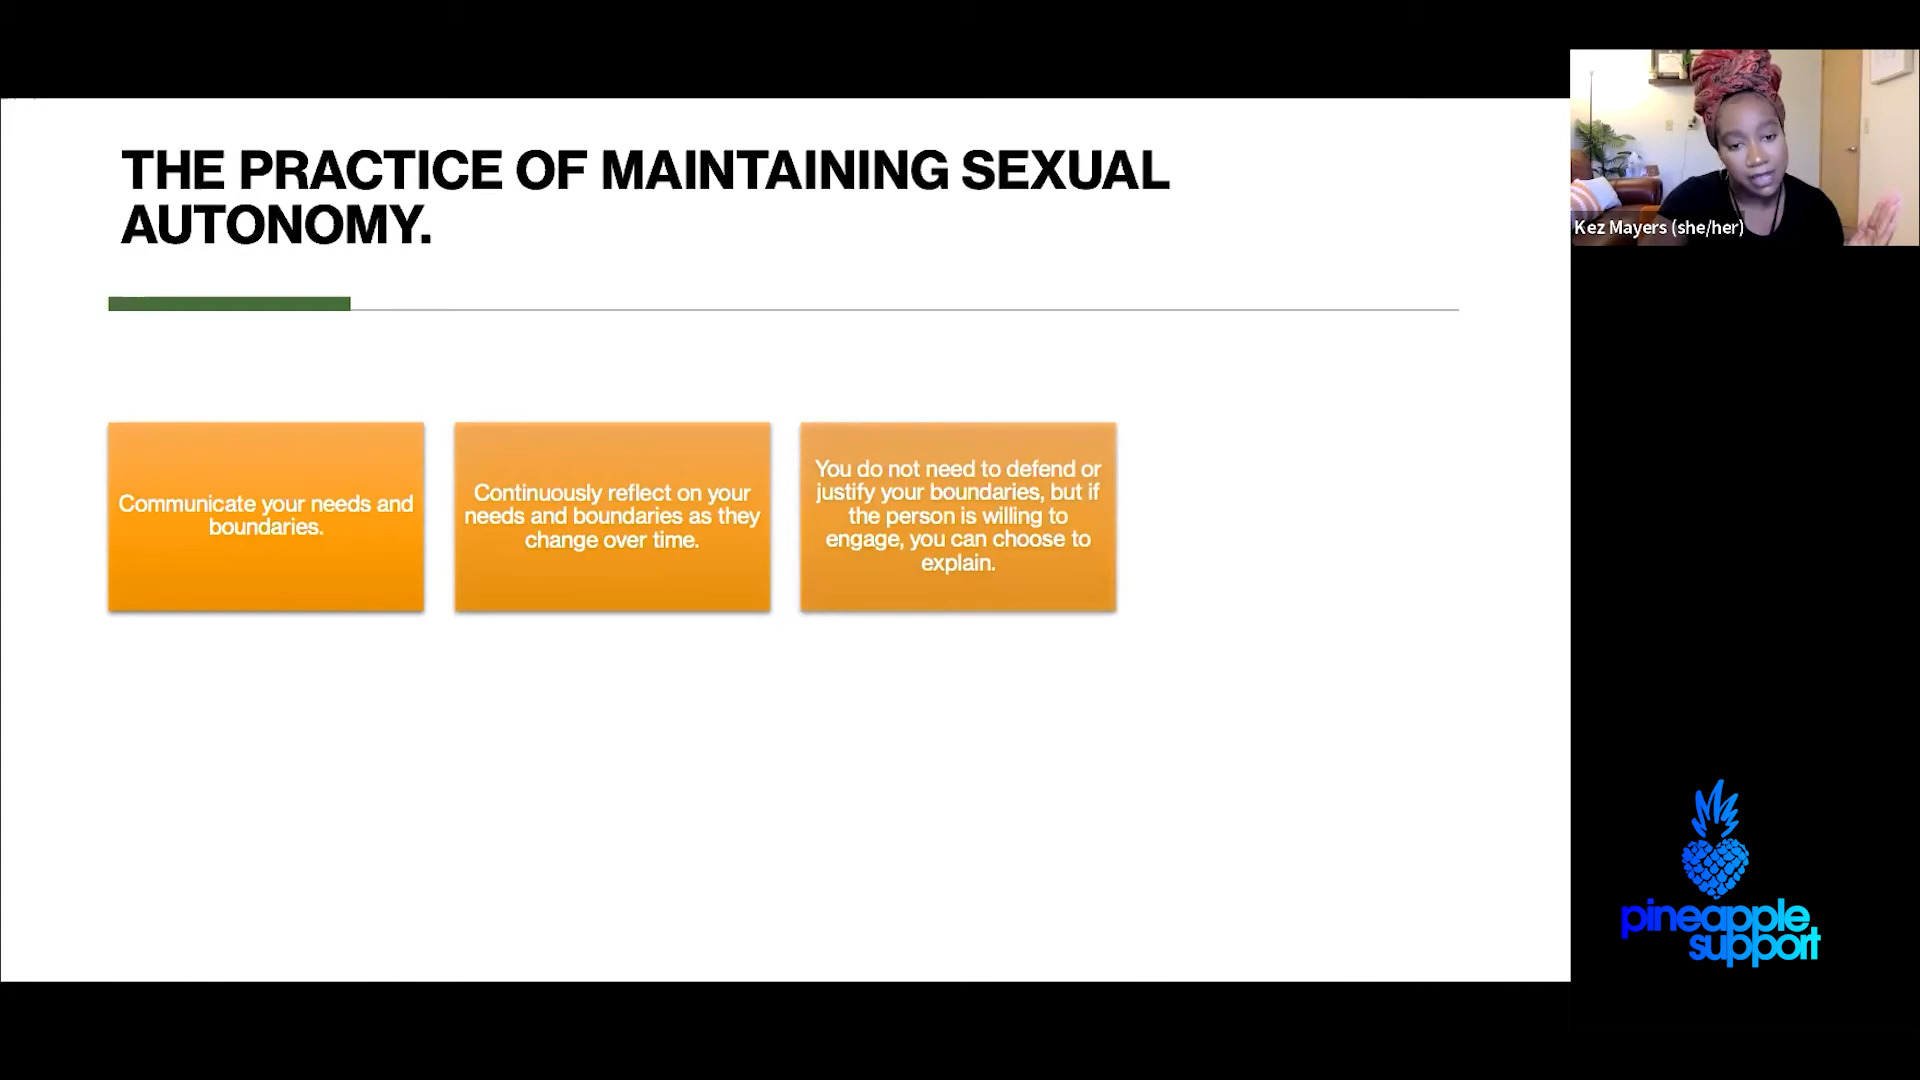 THE PRACTICE OF MAINTAINING SEXUAL
AUTONOMY.
Communicate your needs and
boundaries.
Continuously reflect on your
needs and boundaries as they
change over time.
You do not need to defend or
justify your boundaries, but if
the person is willing to
engage, you can choose to
explain.
Kez Mayers (she/her)
pineapple
support